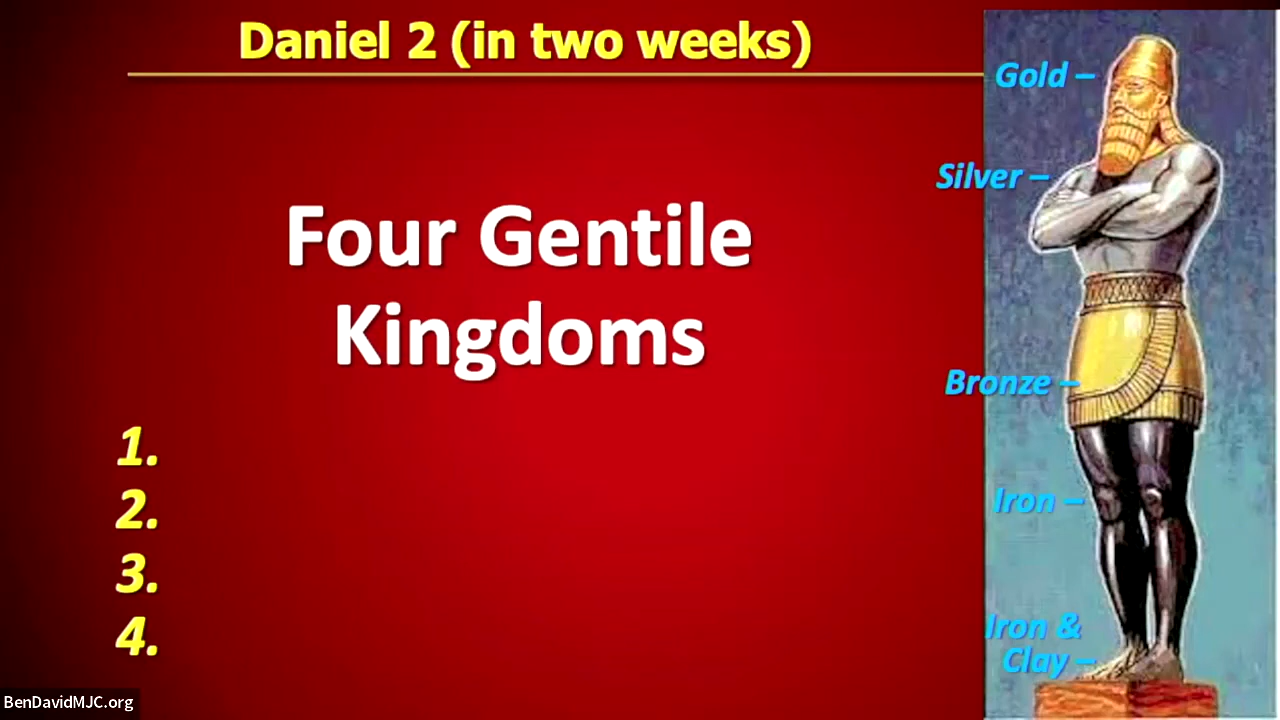 Daniel 2 (in two weeks)
Four Gentile
Kingdoms
1.
2.
3.
4.
Gold –
Silver –
Bronze –
Iron –
Iron &
Clay –
BenDavidMJC.org